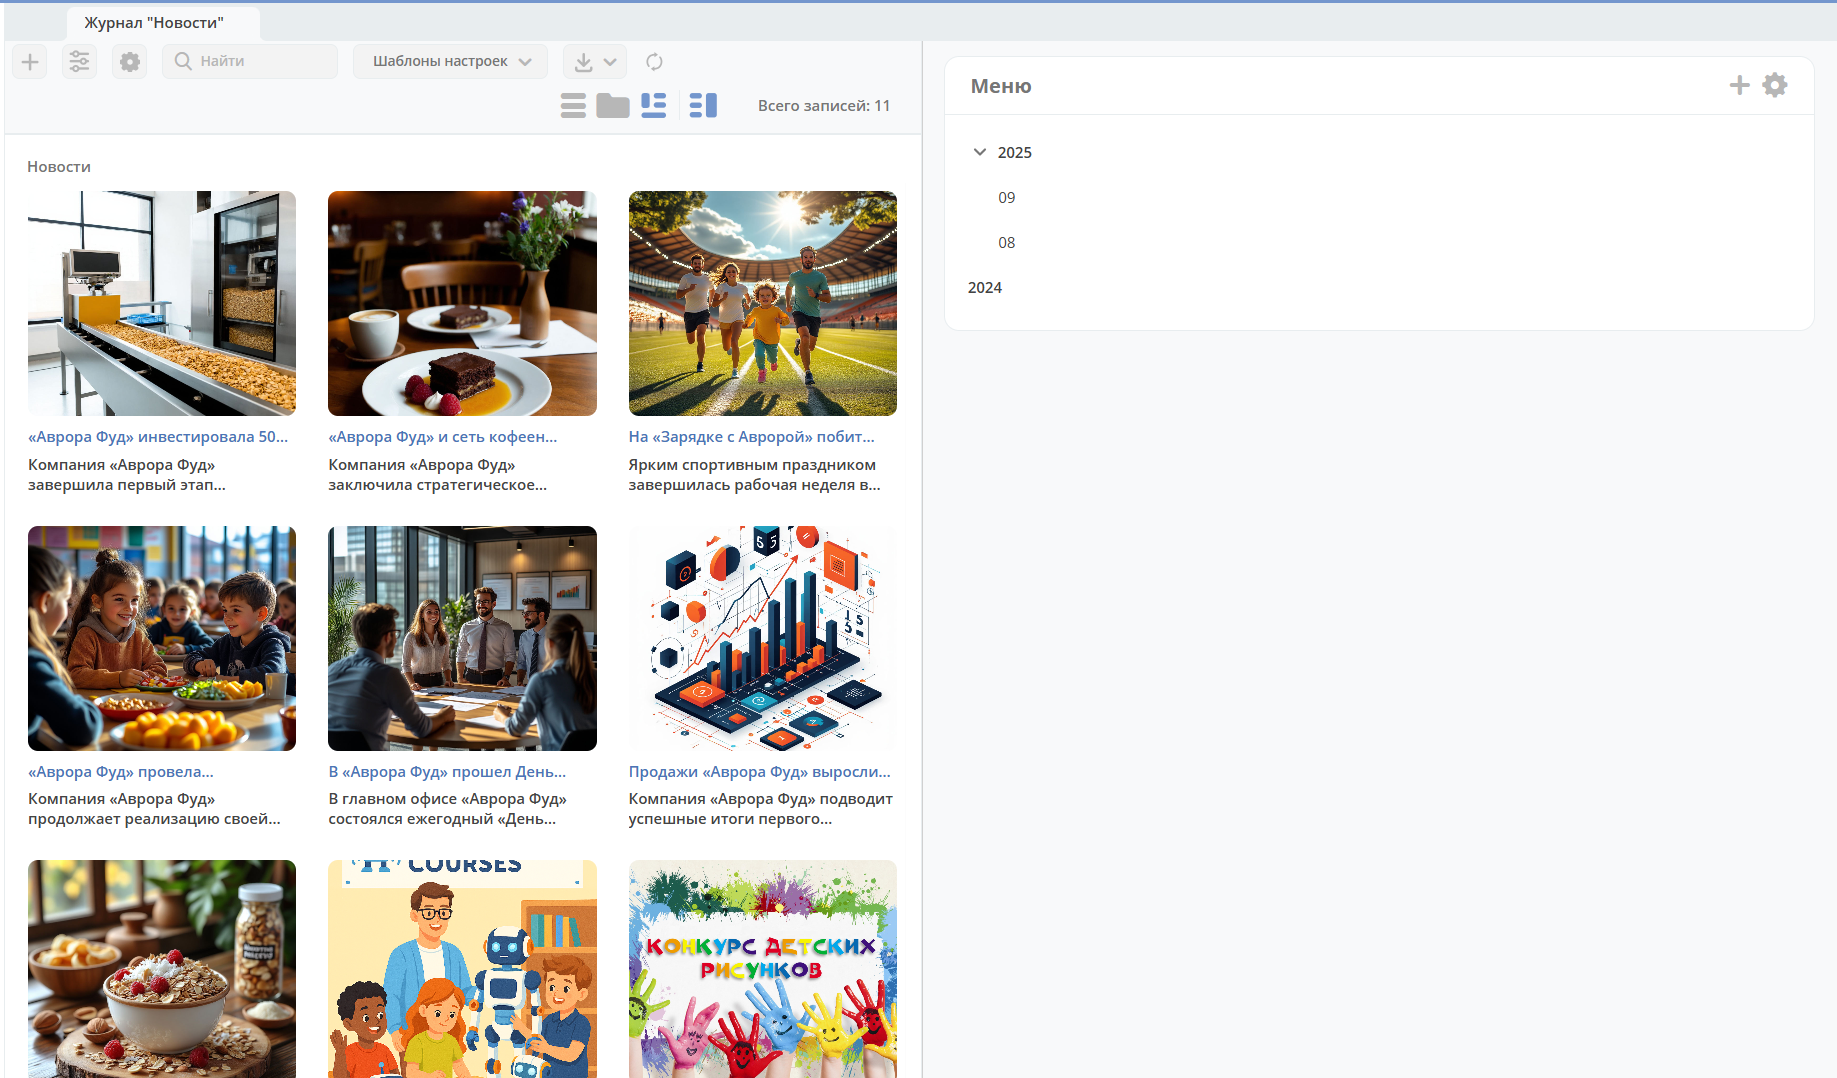 Журнал "Новости"
Найти
Шаблоны настроек
Всего записей: 11
Новости
«Аврора Фуд» инвестировала 50...
Компания «Аврора Фуд»
завершила первый этап...
«Аврора Фуд» и сеть кофеен...
Компания «Аврора Фуд»
заключила стратегическое...
На «Зарядке с Авророй» побит...
Ярким спортивным праздником
завершилась рабочая неделя в...
«Аврора Фуд» провела...
Компания «Аврора Фуд»
продолжает реализацию своей...
В «Аврора Фуд» прошел День...
В главном офисе «Аврора Фуд»
состоялся ежегодный «День...
Продажи «Аврора Фуд» выросли...
Компания «Аврора Фуд» подводит
успешные итоги первого...
COURSES
КОНКУРС ДЕТСКИХ
РИСУНКОВ
Меню
2025
09
08
2024